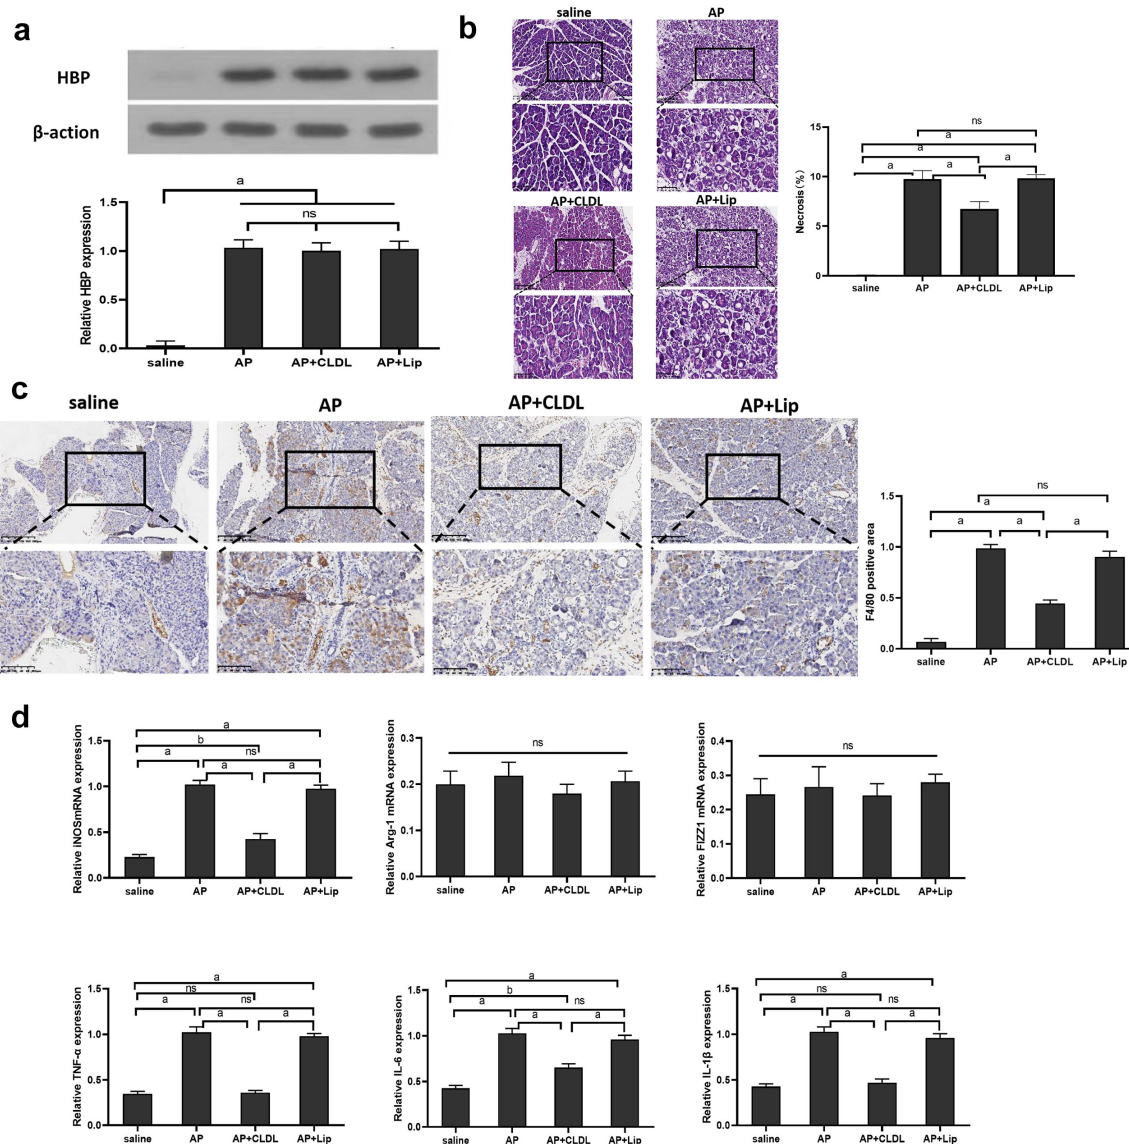 a
HBP
β-action
a
ns
Relative HBP expression
1.5
1.0
0.5
0.0
saline AP AP+CLDL AP+Lip
b
saline AP
AP+CLDL AP+Lip
ns
a
a
a a a
Necrosis (%)
15
10
5
0
saline AP AP+CLDL AP+Lip
c
saline AP AP+CLDL AP+Lip
ns
a
a a a
F4/80 positive area
1.5
1.0
0.5
0.0
saline AP AP+CLDL AP+Lip
d
a
b
a ns
a a
Relative iNOSmRNA expression
1.5
1.0
0.5
0.0
saline AP AP+CLDL AP+Lip
ns
Relative Arg-1 mRNA expression
0.3
0.2
0.1
0.0
saline AP AP+CLDL AP+Lip
ns
Relative FIZZ1 mRNA expression
0.4
0.3
0.2
0.1
0.0
saline AP AP+CLDL AP+Lip
a
ns
a ns
a a
Relative TNF-α expression
1.5
1.0
0.5
0.0
saline AP AP+CLDL AP+Lip
a
b
a ns
a a
Relative IL-6 expression
1.5
1.0
0.5
0.0
saline AP AP+CLDL AP+Lip
a
ns
a ns
a a
Relative IL-1β expression
1.5
1.0
0.5
0.0
saline AP AP+CLDL AP+Lip